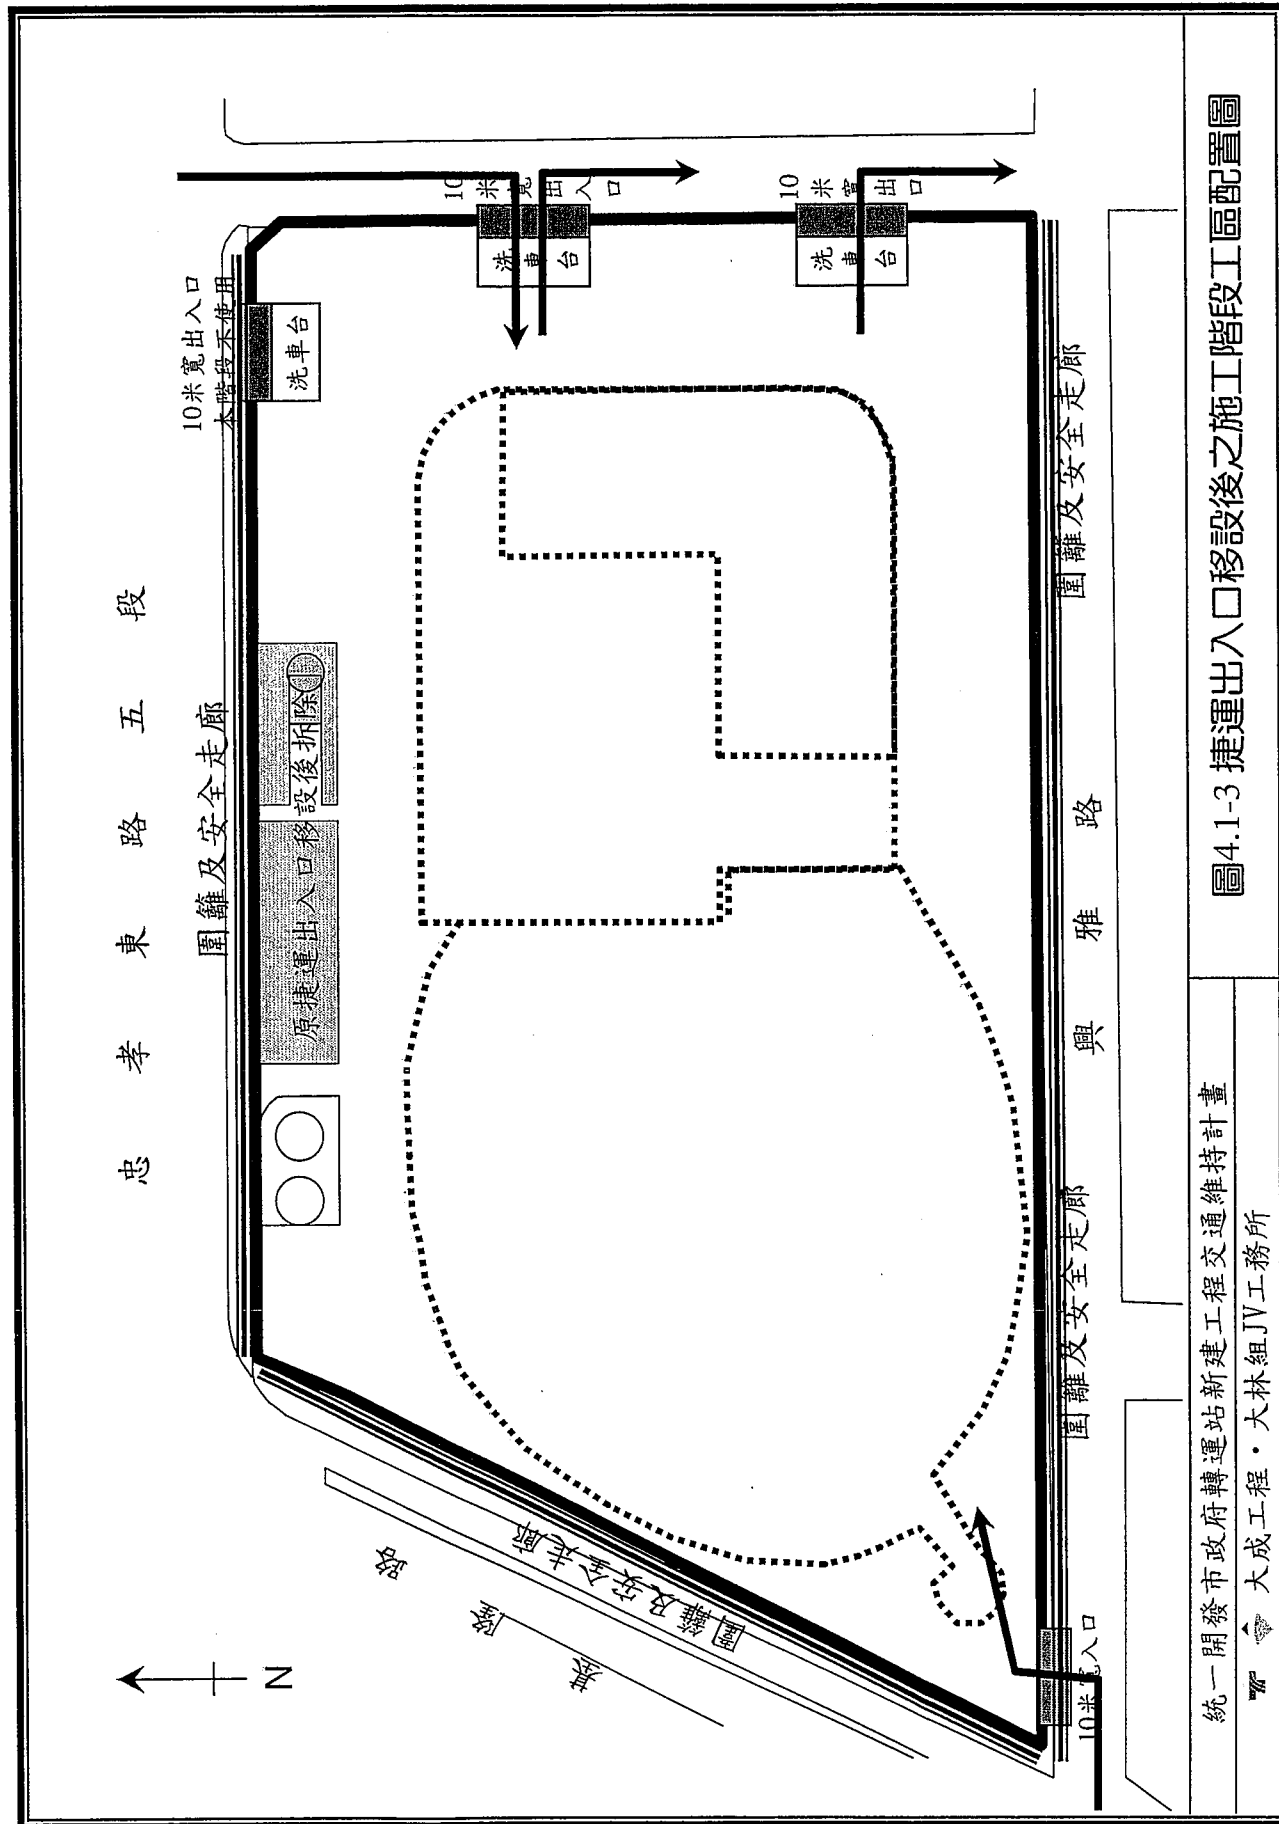 忠孝東路五段
圍籬及安全走廊
10米寬出入口
本階段不使用
洗車台
原捷運出入口移設後拆除
10米寬出入口
洗車台
10米寬出口
洗車台
N
基隆路
圍籬及安全走廊
10米寬入口
圍籬及安全走廊
圍籬及安全走廊
興雅路
統一開發市政府轉運站新建工程交通維持計畫
大成工程・大林組JV工務所
圖4.1-3 捷運出入口移設後之施工階段工區配置圖